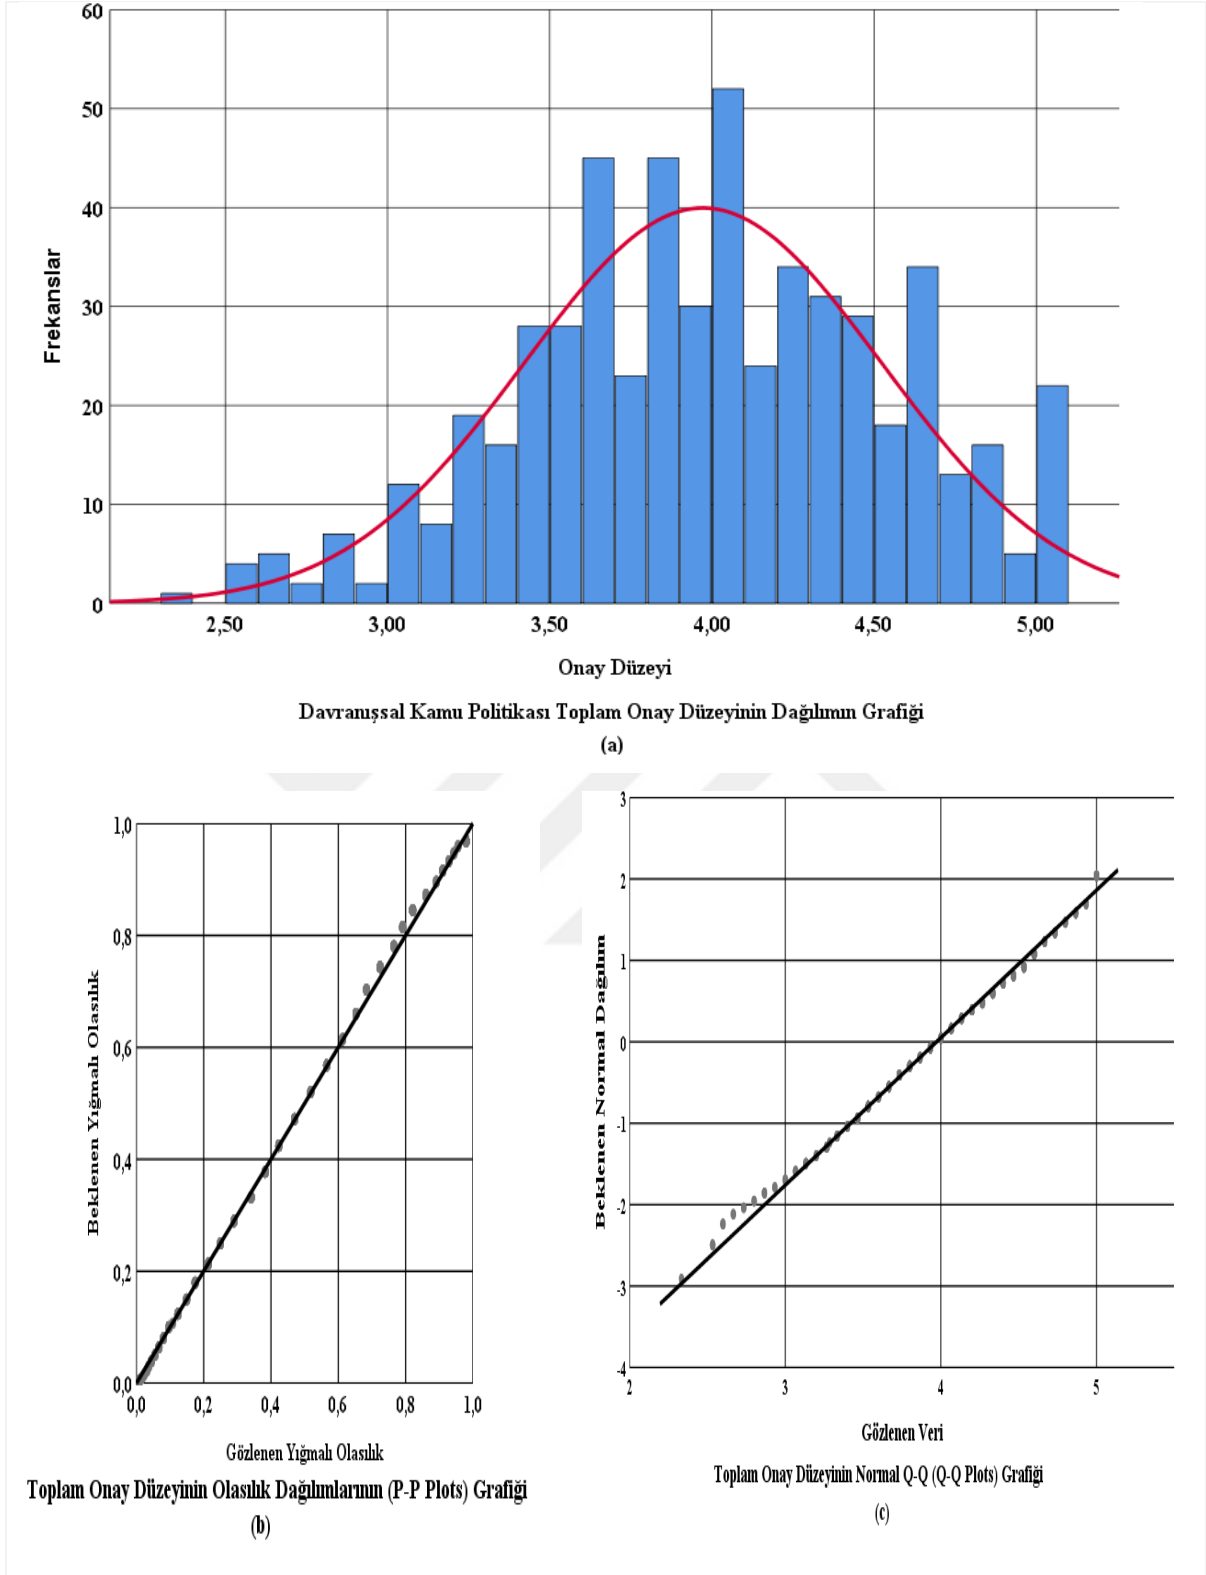 60
50
40
30
20
10
0
Frekanslar
2,50 3,00 3,50 4,00 4,50 5,00
Onay Düzeyi
Davranışsal Kamu Politikası Toplam Onay Düzeyinin Dağılımın Grafiği
(a)
1,0
0,8
0,6
0,4
0,2
0,0
Beklenen Yığmalı Olasılık
0,0 0,2 0,4 0,6 0,8 1,0
Gözlenen Yığmalı Olasılık
Toplam Onay Düzeyinin Olasılık Dağılımlarının (P-P Plots) Grafiği
(b)
3
2
1
0
-1
-2
-3
-4
Beklenen Normal Dağılım
2 3 4 5
Gözlenen Veri
Toplam Onay Düzeyinin Normal Q-Q (Q-Q Plots) Grafiği
(c)